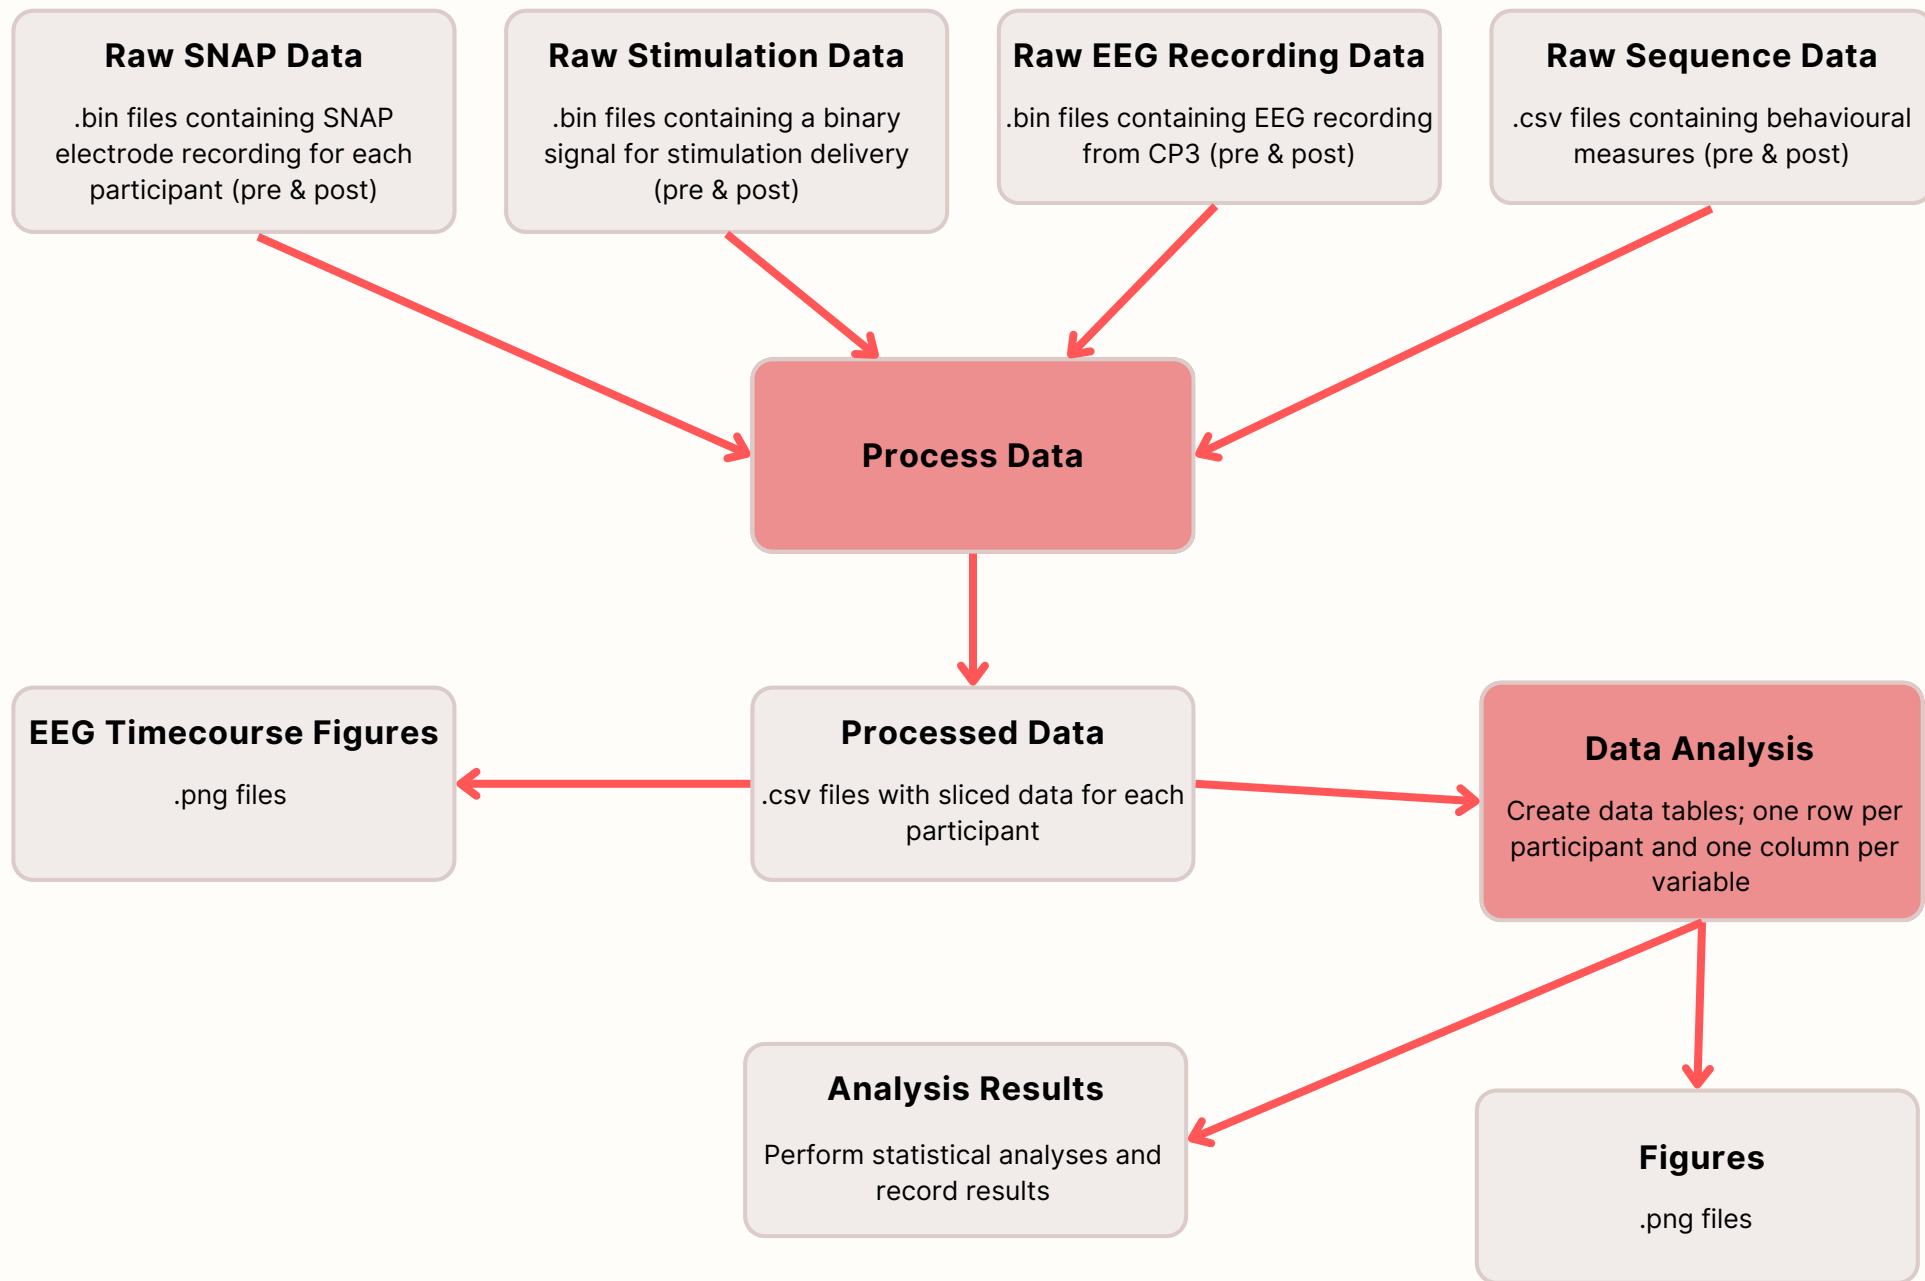 Raw SNAP Data
.bin files containing SNAP
electrode recording for each
participant (pre & post)
Raw Stimulation Data
.bin files containing a binary
signal for stimulation delivery
(pre & post)
Raw EEG Recording Data
.bin files containing EEG recording
from CP3 (pre & post)
Raw Sequence Data
.csv files containing behavioural
measures (pre & post)
Process Data
EEG Timecourse Figures
.png files
Processed Data
.csv files with sliced data for each
participant
Data Analysis
Create data tables; one row per
participant and one column per
variable
Analysis Results
Perform statistical analyses and
record results
Figures
.png files